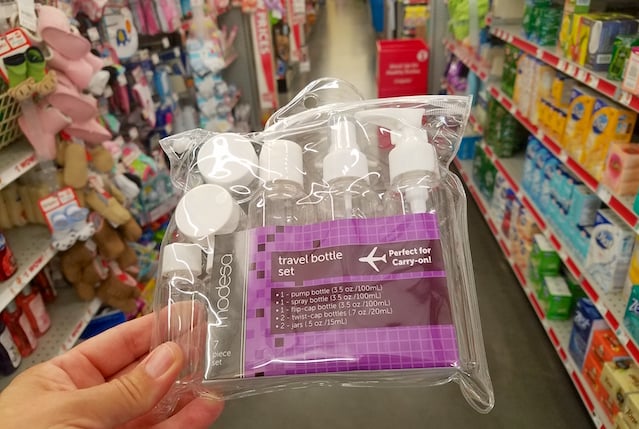 modesa
7
piece
set
travel bottle
set
Perfect for
Carry-on!
• 1 - pump bottle (3.5 oz/100mL)
• 1 - spray bottle (3.5 oz/100mL)
• 1 - flip-cap bottle (3.5 oz/100mL)
• 2 - twist-cap bottles (.7 oz/20mL)
• 2 - jars (.5 oz/15mL)
PRICES